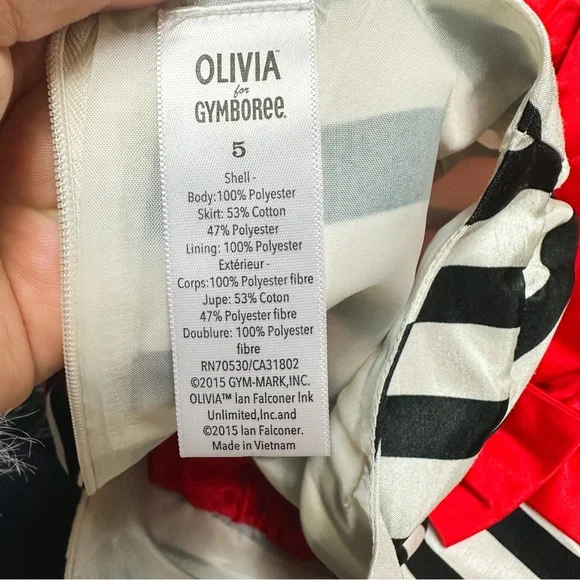 OLIVIA™
for
GYMBOREE.
5
Shell -
Body:100% Polyester
Skirt: 53% Cotton
47% Polyester
Lining: 100% Polyester
Extérieur -
Corps:100% Polyester fibre
Jupe: 53% Coton
47% Polyester fibre
Doublure: 100% Polyester
fibre
RN70530/CA31802
©2015 GYM-MARK,INC.
OLIVIA™ Ian Falconer Ink
Unlimited,Inc.and
©2015 Ian Falconer.
Made in Vietnam